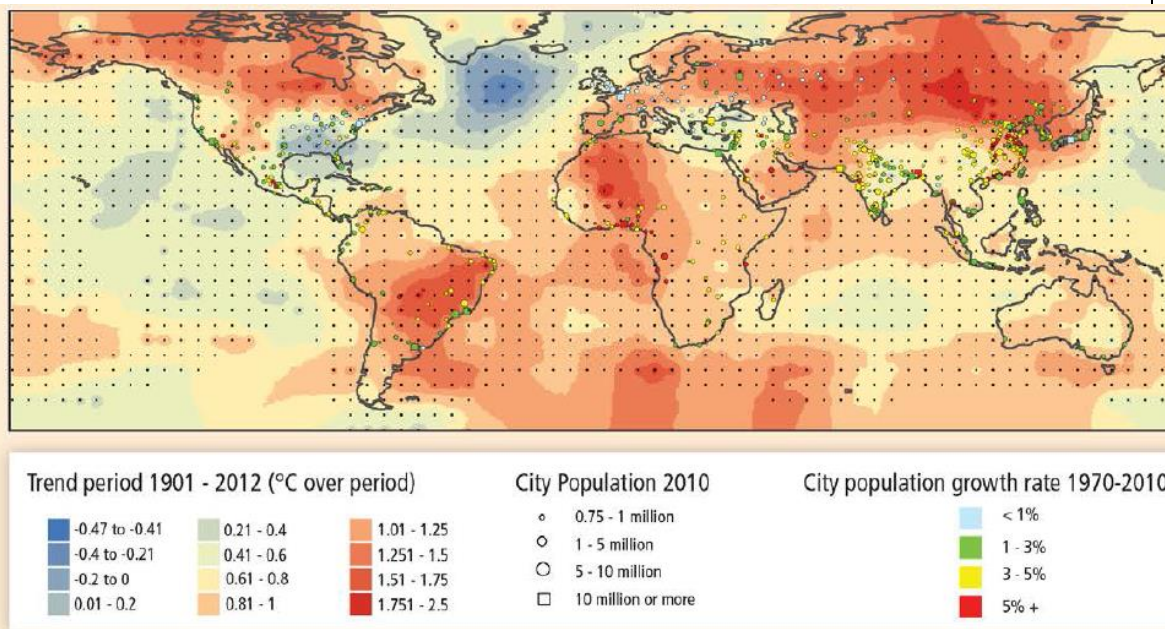 Trend period 1901 - 2012 (°C over period)
-0.47 to -0.41
-0.4 to -0.21
-0.2 to 0
0.01 - 0.2
0.21 - 0.4
0.41 - 0.6
0.61 - 0.8
0.81 - 1
1.01 - 1.25
1.251 - 1.5
1.51 - 1.75
1.751 - 2.5
City Population 2010
0.75 - 1 million
1 - 5 million
5 - 10 million
10 million or more
City population growth rate 1970-2010
< 1%
1 - 3%
3 - 5%
5% +